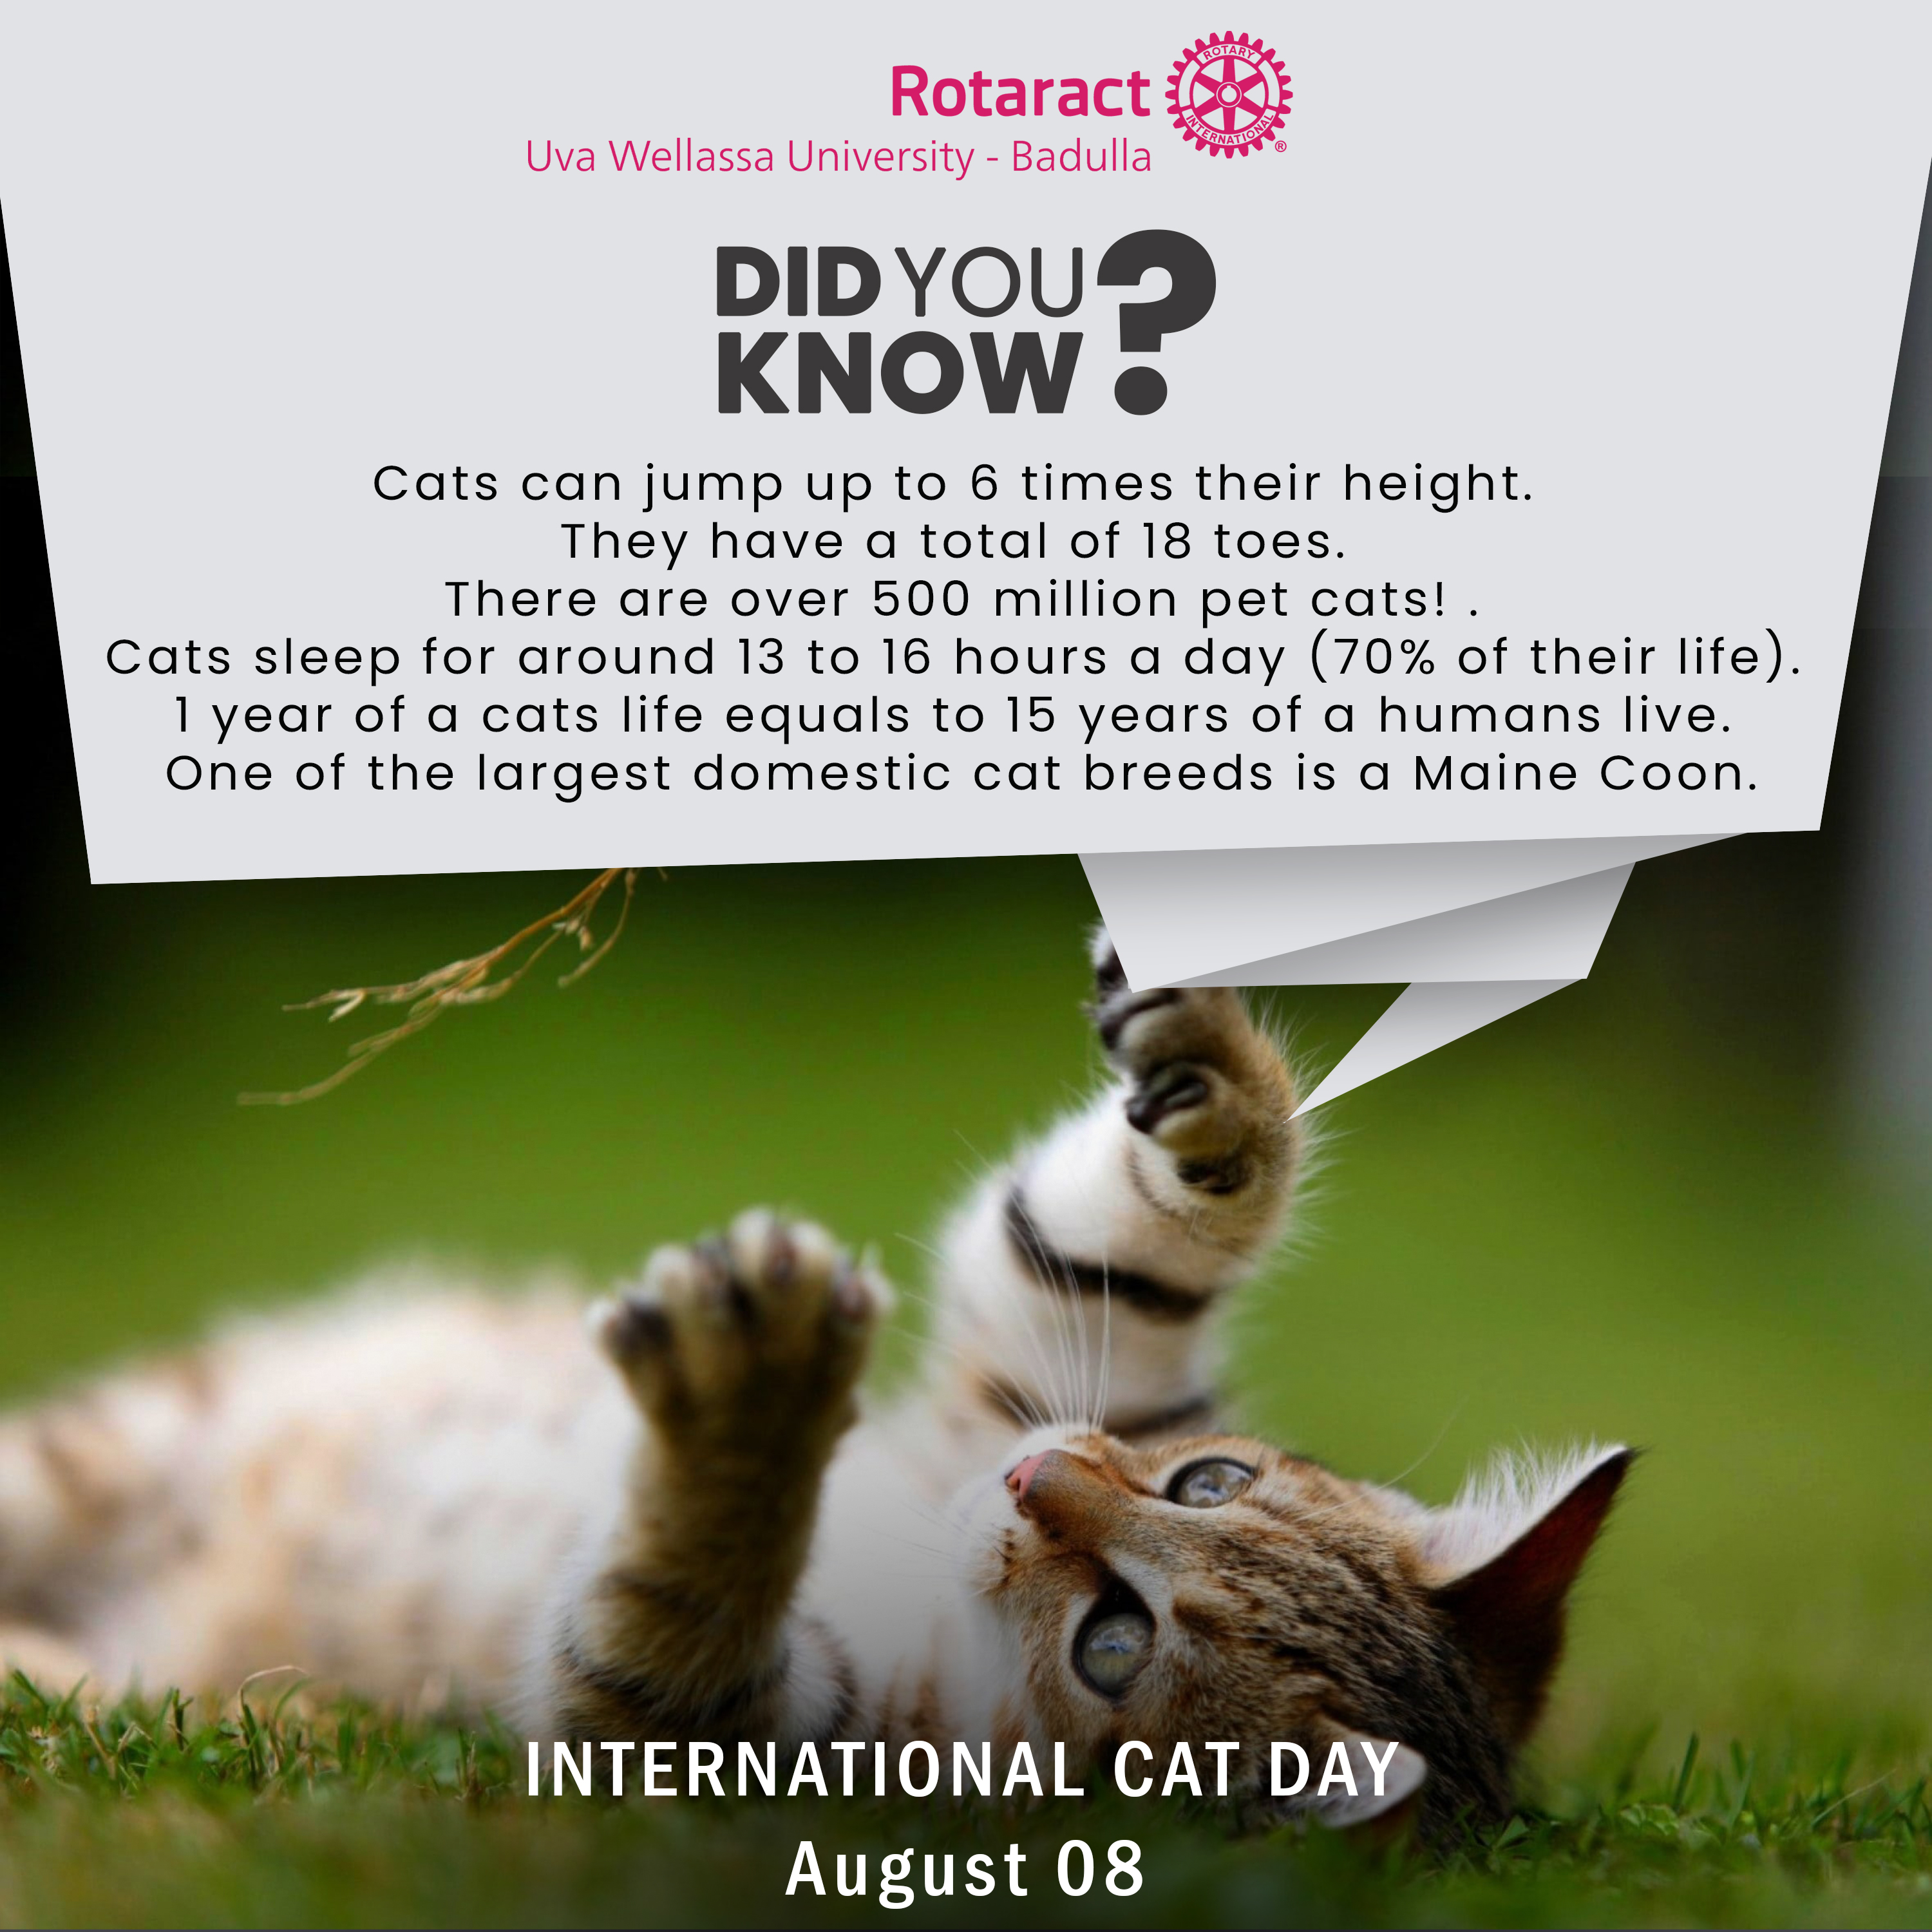 Rotaract
Uva Wellassa University - Badulla
ROTARY
INTERNATIONAL
®
DID YOU
KNOW?
Cats can jump up to 6 times their height.
They have a total of 18 toes.
There are over 500 million pet cats! .
Cats sleep for around 13 to 16 hours a day (70% of their life).
1 year of a cats life equals to 15 years of a humans live.
One of the largest domestic cat breeds is a Maine Coon.
INTERNATIONAL CAT DAY
August 08